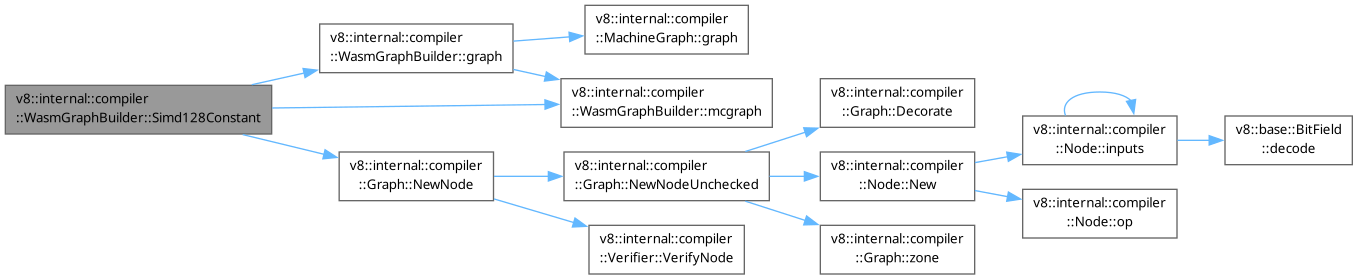 v8::internal::compiler
::WasmGraphBuilder::Simd128Constant
v8::internal::compiler
::WasmGraphBuilder::graph
v8::internal::compiler
::MachineGraph::graph
v8::internal::compiler
::WasmGraphBuilder::mcgraph
v8::internal::compiler
::Graph::NewNode
v8::internal::compiler
::Graph::NewNodeUnchecked
v8::internal::compiler
::Verifier::VerifyNode
v8::internal::compiler
::Graph::Decorate
v8::internal::compiler
::Node::New
v8::internal::compiler
::Graph::zone
v8::internal::compiler
::Node::inputs
v8::internal::compiler
::Node::op
v8::base::BitField
::decode